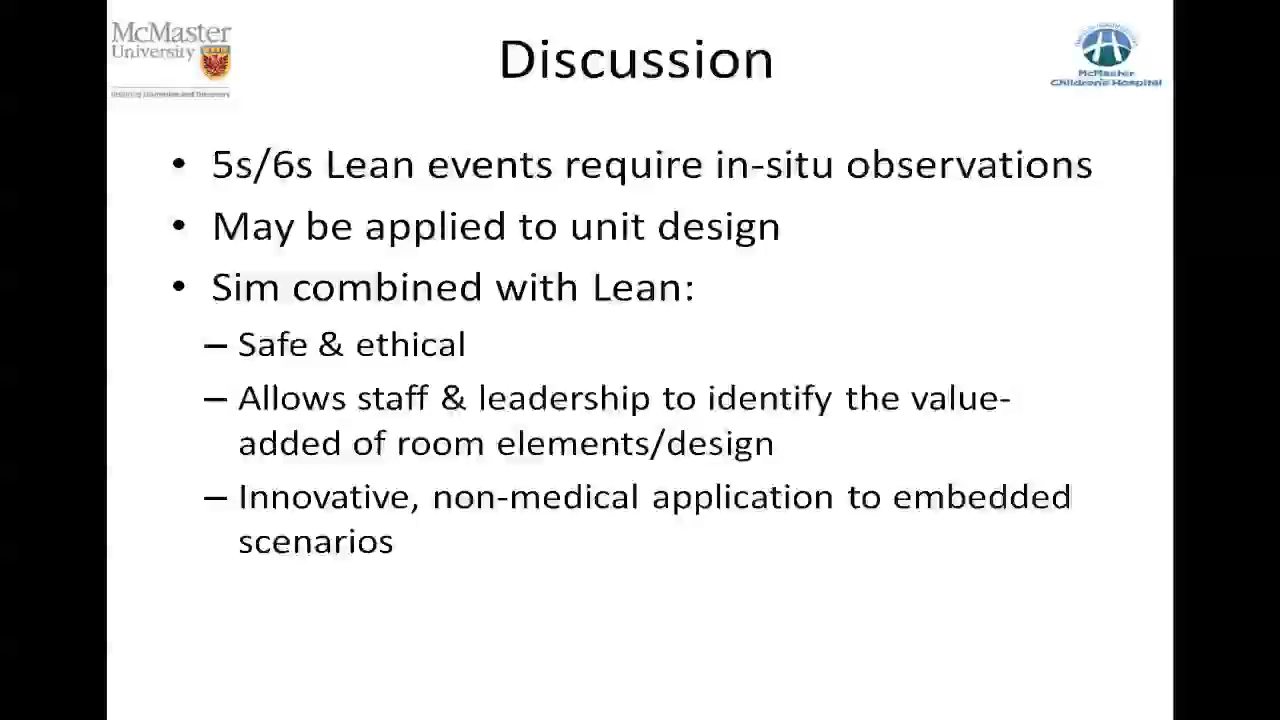 McMaster
University
Discussion
McMaster
Children's Hospital
• 5s/6s Lean events require in-situ observations
• May be applied to unit design
• Sim combined with Lean:
– Safe & ethical
– Allows staff & leadership to identify the value-
added of room elements/design
– Innovative, non-medical application to embedded
scenarios